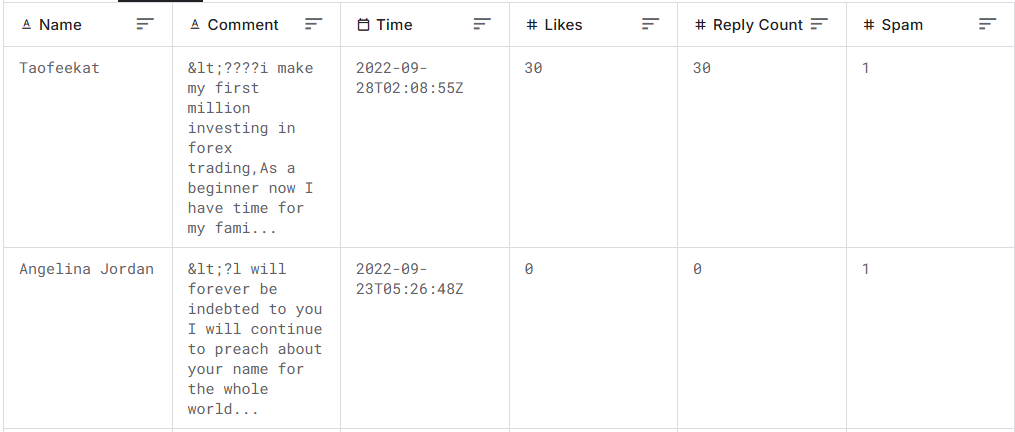 Name Comment Time Likes Reply Count Spam
Taofeekat &lt;????i make 2022-09- 30 30 1
my first 28T02:08:55Z
million
investing in
forex
trading,As a
beginner now I
have time for
my fami...
Angelina Jordan &lt;?l will 2022-09- 0 0 1
forever be 23T05:26:48Z
indebted to you
I will continue
to preach about
your name for
the whole
world...